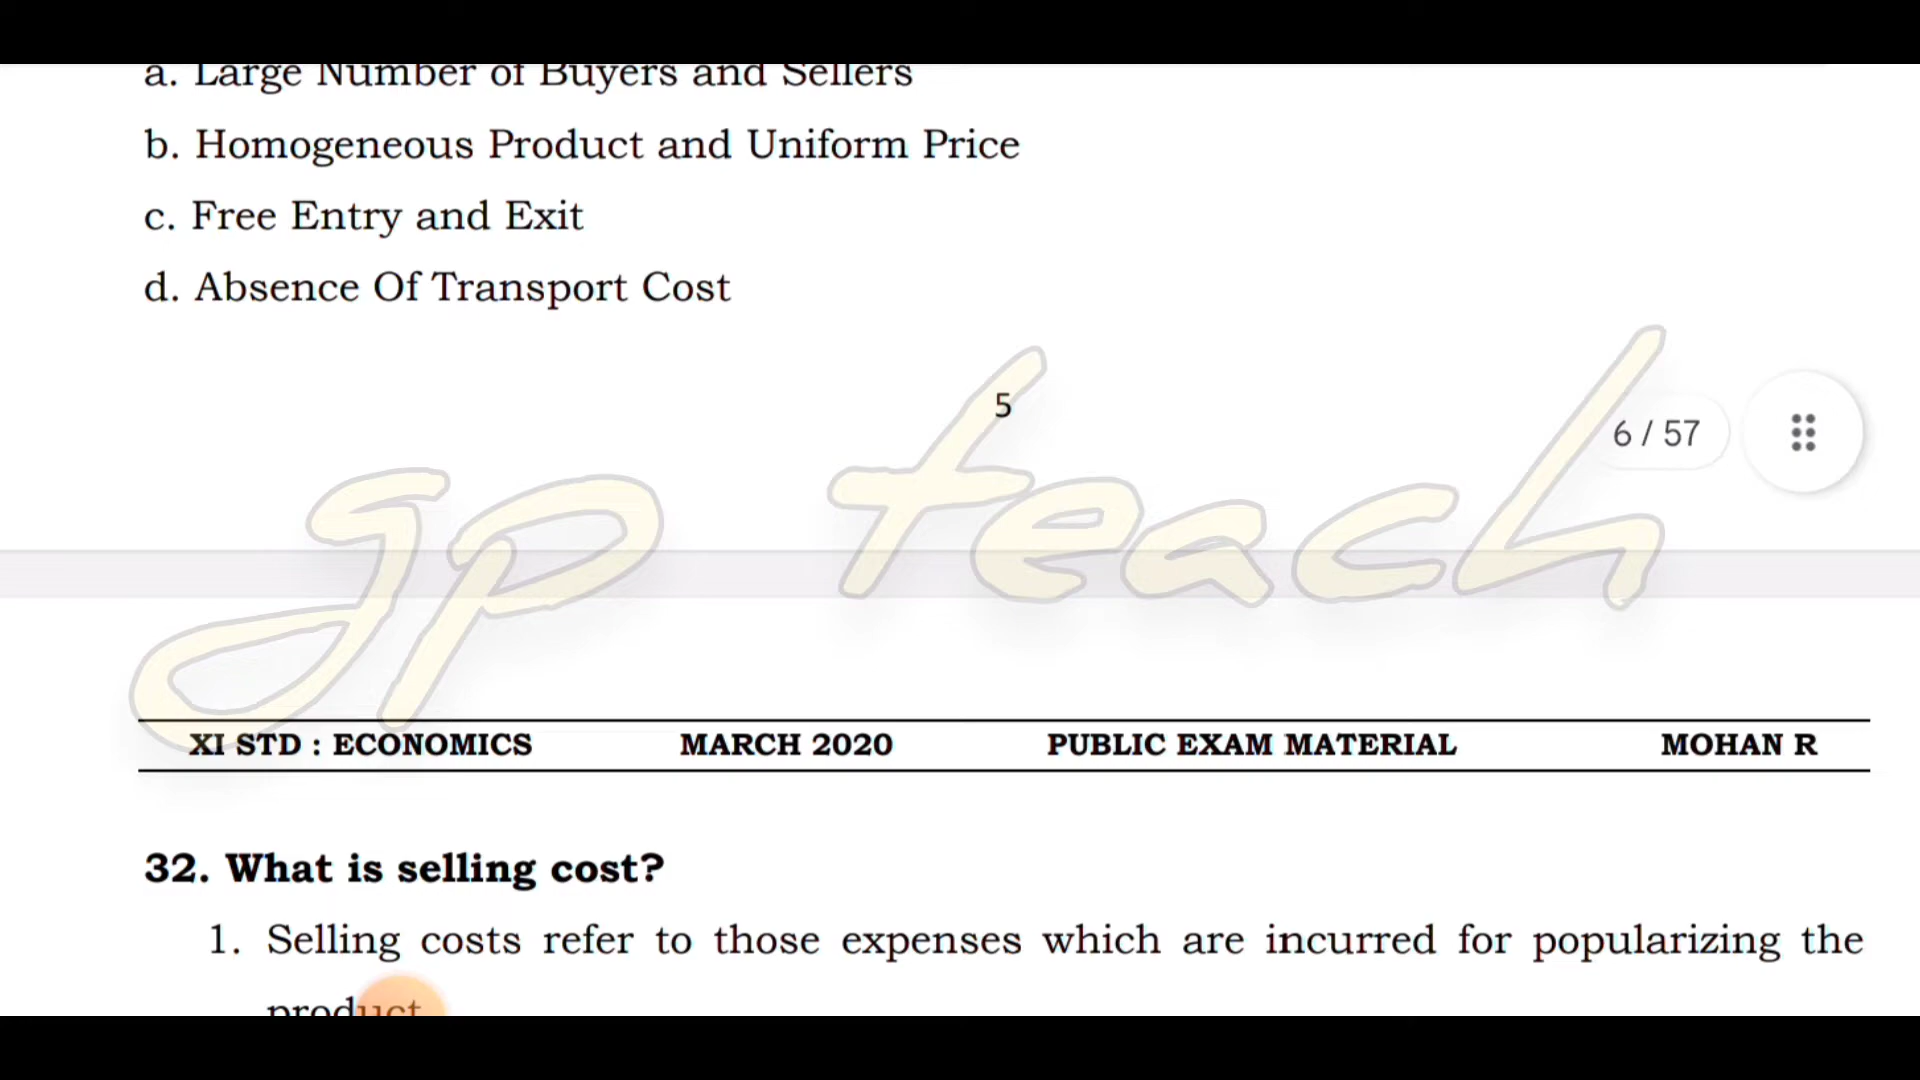 a. Large Number of Buyers and Sellers
b. Homogeneous Product and Uniform Price
c. Free Entry and Exit
d. Absence Of Transport Cost
5
6 / 57
gp teach
XI STD : ECONOMICS MARCH 2020 PUBLIC EXAM MATERIAL MOHAN R
32. What is selling cost?
1. Selling costs refer to those expenses which are incurred for popularizing the
product